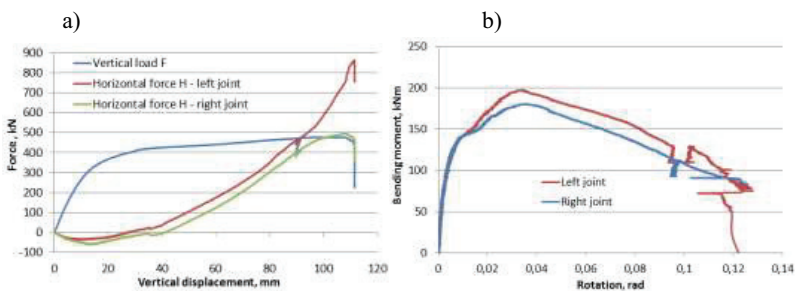 a)
b)
Force, kN
900
800
700
600
500
400
300
200
100
0
-100
Vertical load F
Horizontal force H - left joint
Horizontal force H - right joint
0 20 40 60 80 100 120
Vertical displacement, mm
Bending moment, kNm
250
200
150
100
50
0
Left joint
Right joint
0 0,02 0,04 0,06 0,08 0,1 0,12 0,14
Rotation, rad